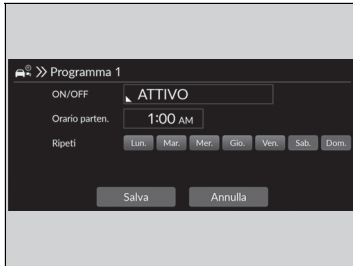 Programma 1
ON/OFF ATTIVO
Orario parten. 1:00 AM
Ripeti Lun. Mar. Mer. Gio. Ven. Sab. Dom.
Salva Annulla